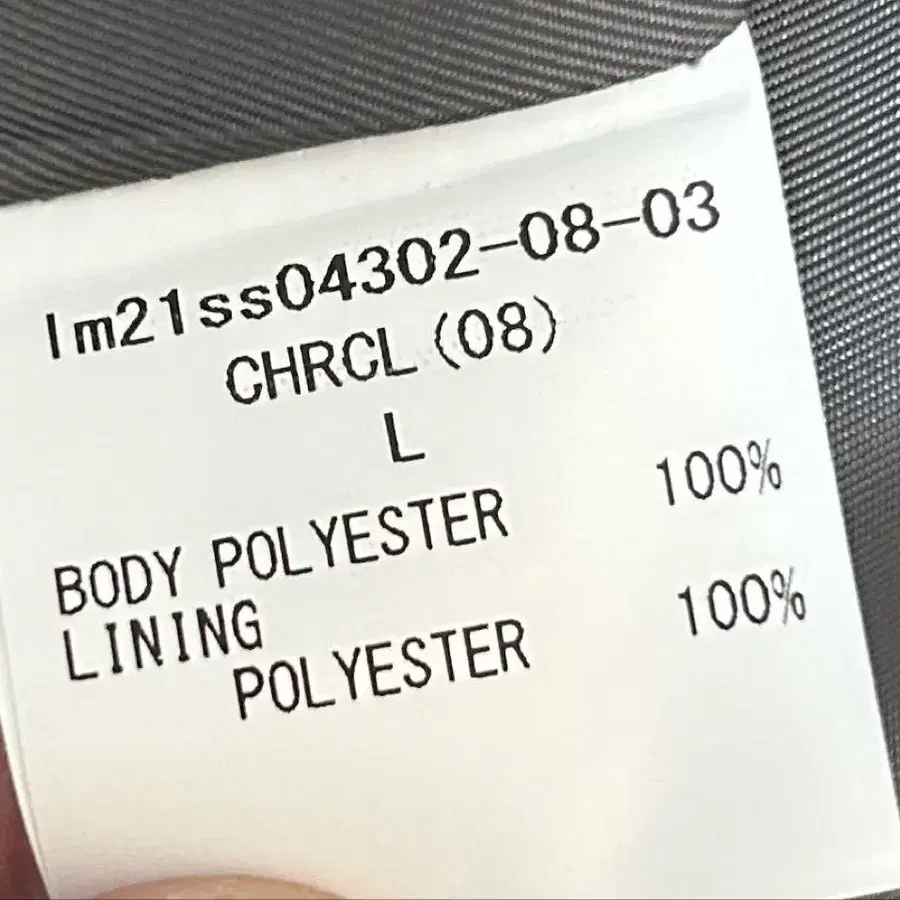 lm21ss04302-08-03
CHRCL (08)
L
BODY POLYESTER 100%
LINING
POLYESTER 100%